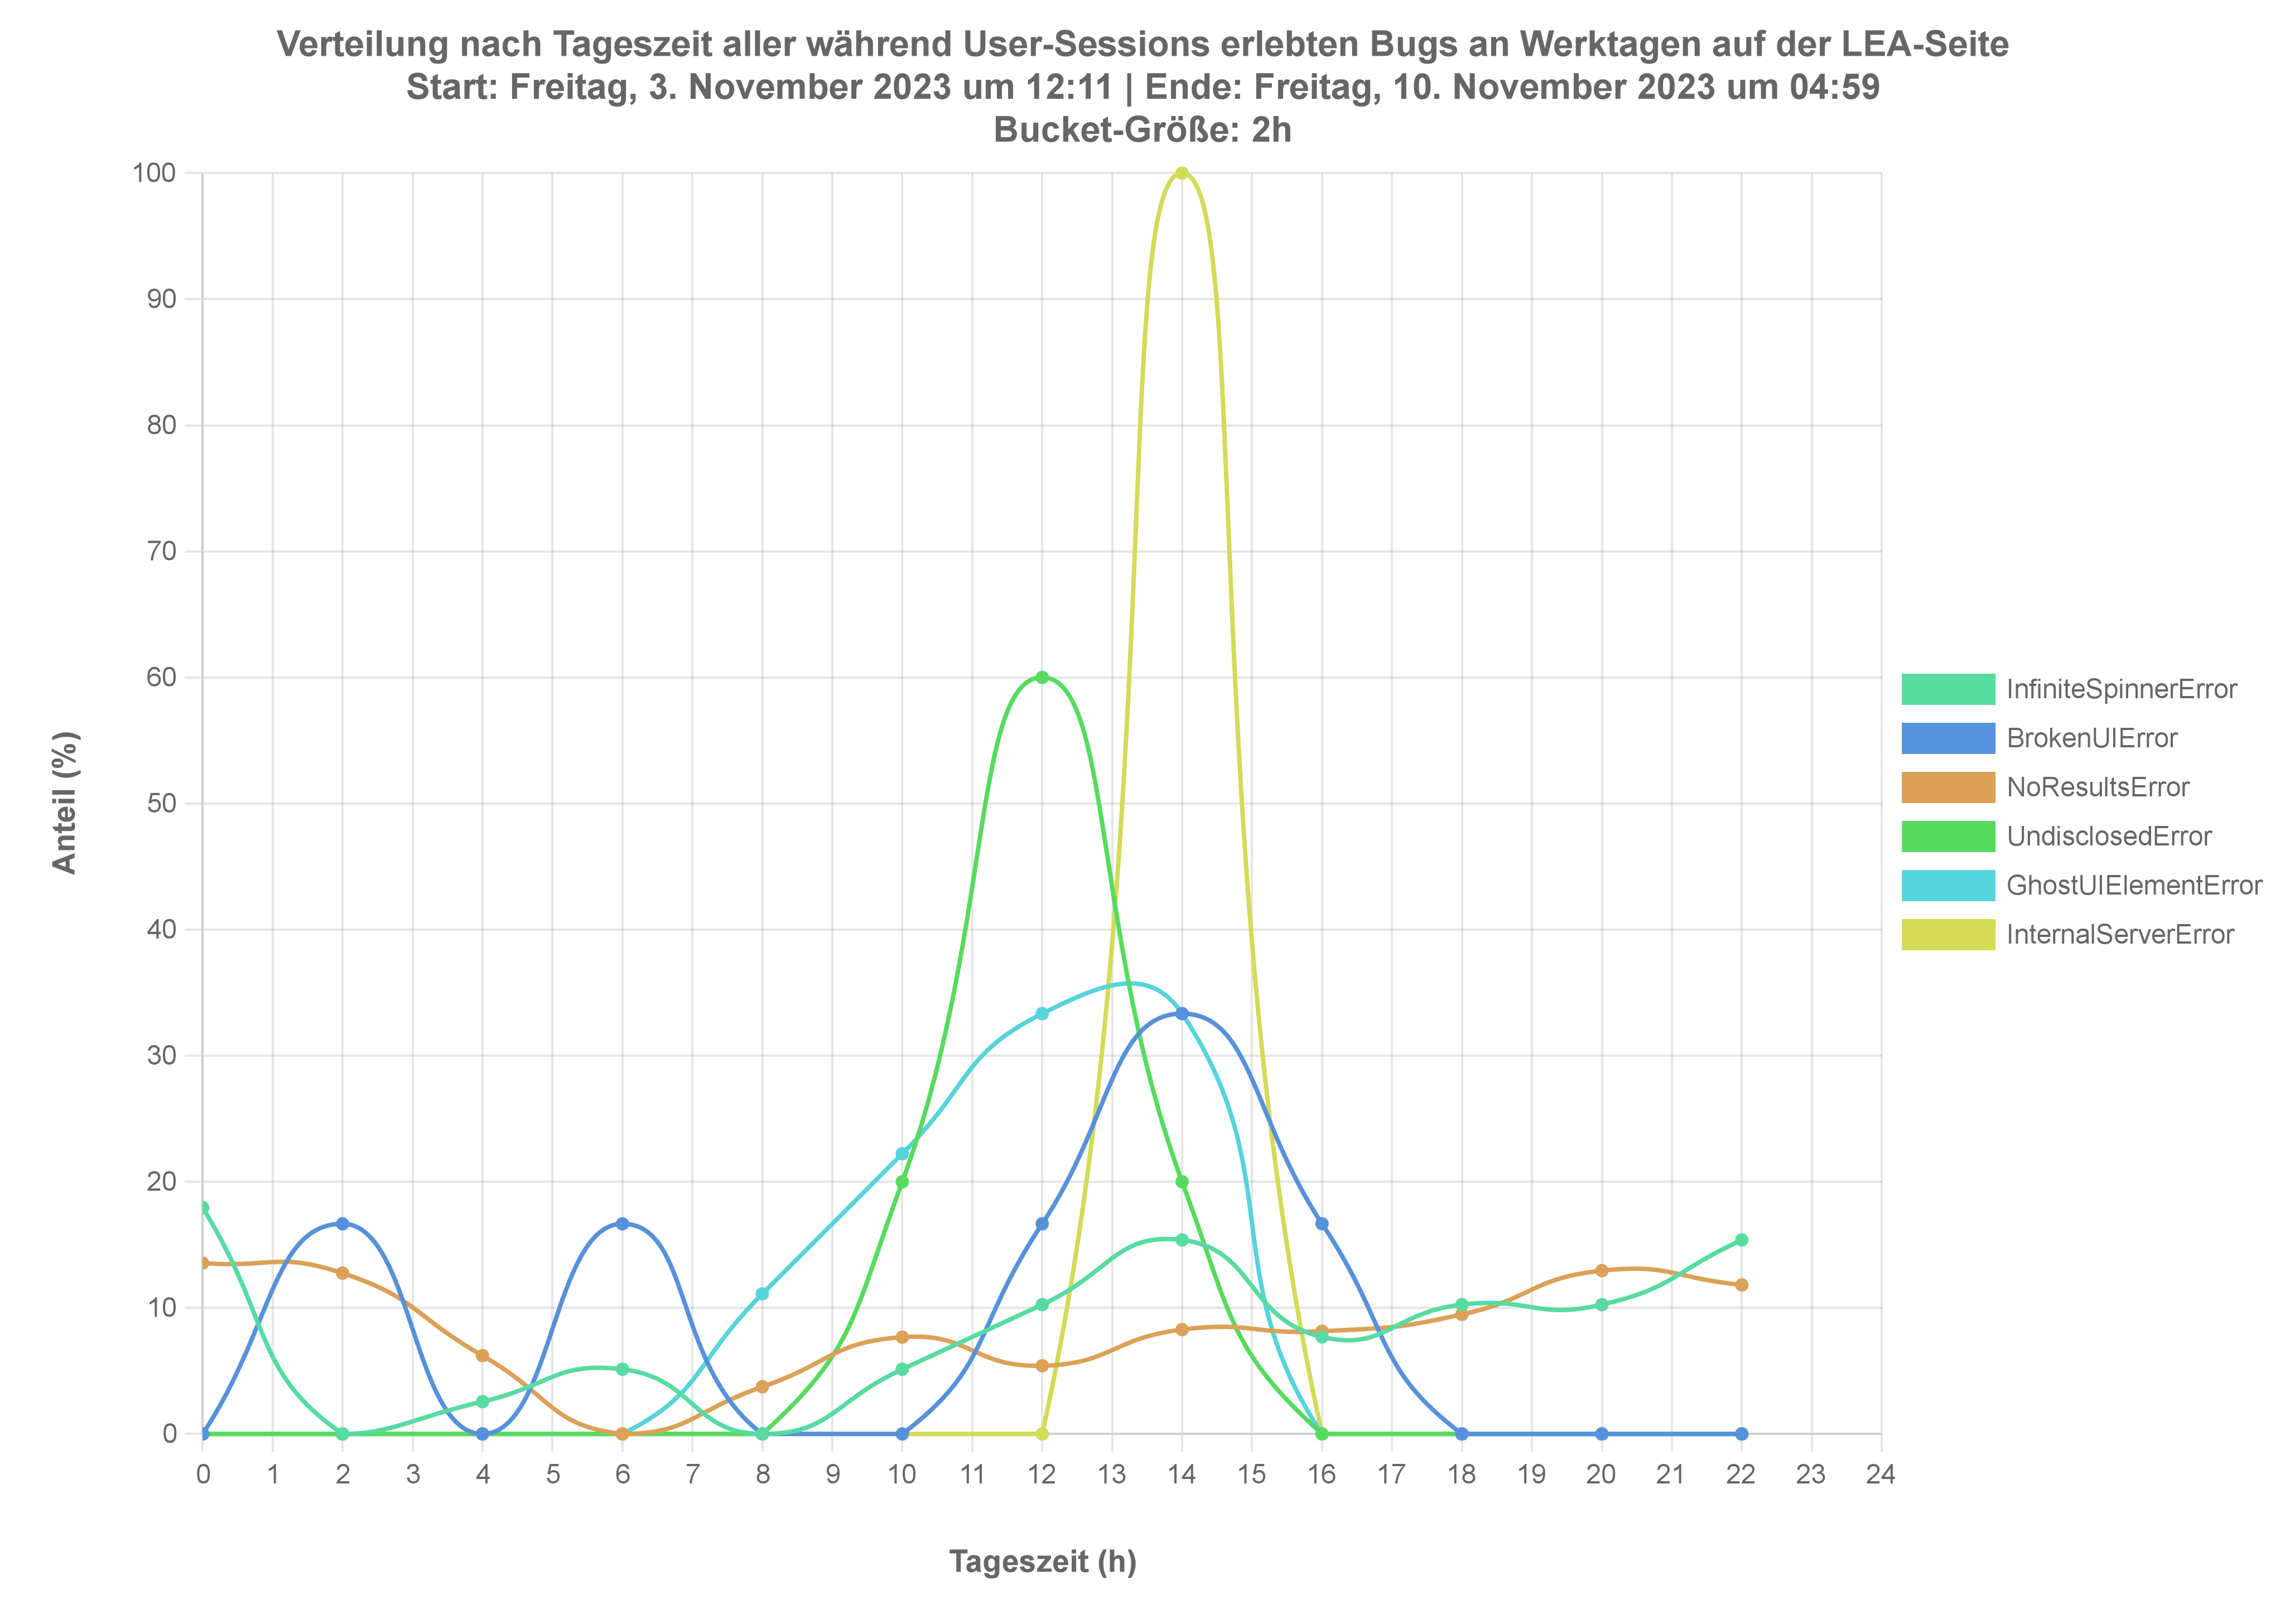 Verteilung nach Tageszeit aller während User-Sessions erlebten Bugs an Werktagen auf der LEA-Seite
Start: Freitag, 3. November 2023 um 12:11 | Ende: Freitag, 10. November 2023 um 04:59
Bucket-Größe: 2h
100
90
80
70
60
50
40
30
20
10
0
Anteil (%)
0 1 2 3 4 5 6 7 8 9 10 11 12 13 14 15 16 17 18 19 20 21 22 23 24
Tageszeit (h)
InfiniteSpinnerError
BrokenUIError
NoResultsError
UndisclosedError
GhostUIElementError
InternalServerError